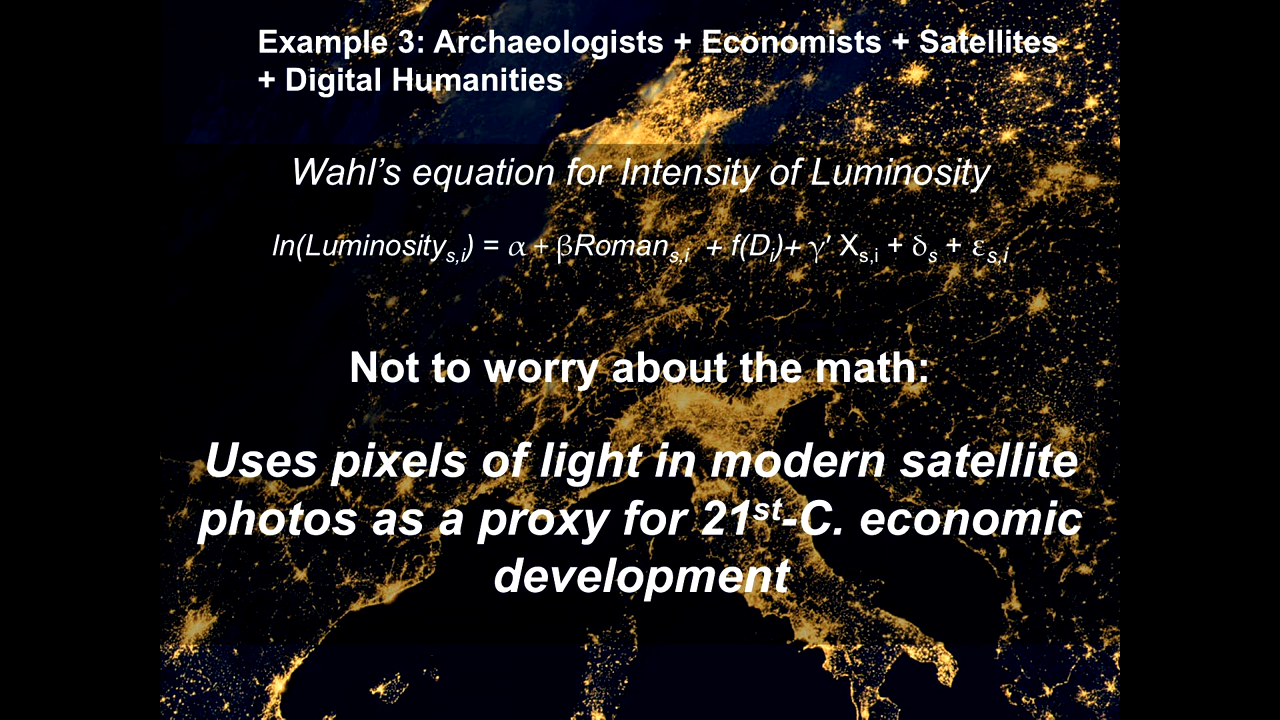 Example 3: Archaeologists + Economists + Satellites
+ Digital Humanities
Wahl’s equation for Intensity of Luminosity
ln(Luminosity_s,i) = α + βRoman_s,i + f(D_i)+ γ′ X_s,i + δ_s + ε_s,i
Not to worry about the math:
Uses pixels of light in modern satellite
photos as a proxy for 21st-C. economic
development